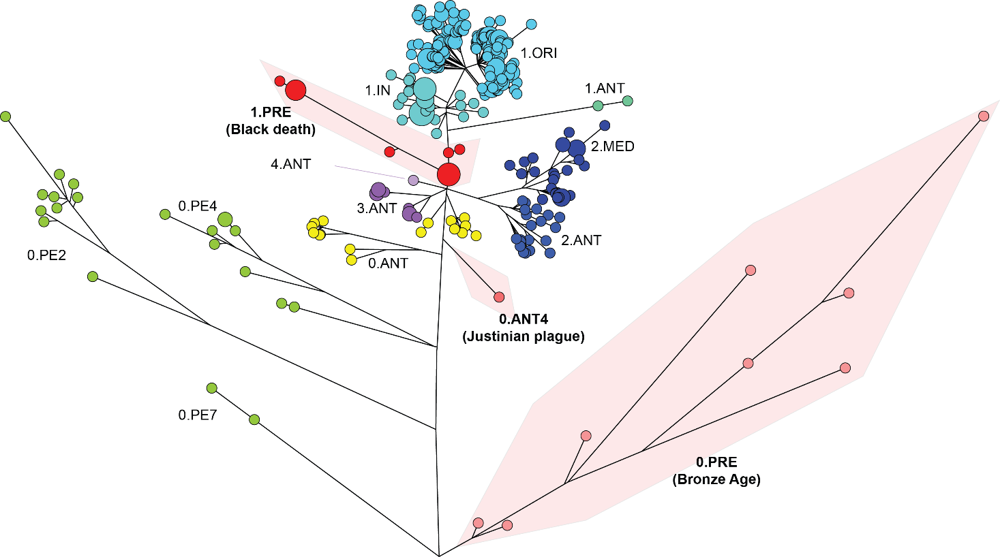 1.ORI
1.IN
1.ANT
1.PRE
(Black death)
2.MED
4.ANT
0.PE4
3.ANT
2.ANT
0.PE2
0.ANT
0.ANT4
(Justinian plague)
0.PE7
0.PRE
(Bronze Age)